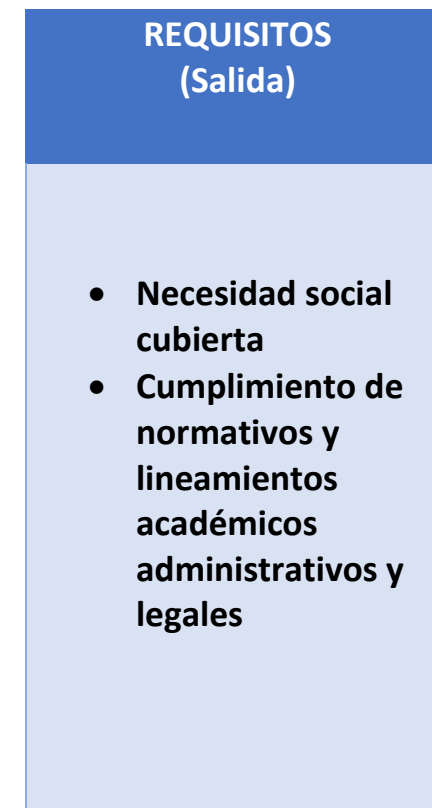 REQUISITOS
(Salida)
• Necesidad social
cubierta
• Cumplimiento de
normativos y
lineamientos
académicos
administrativos y
legales